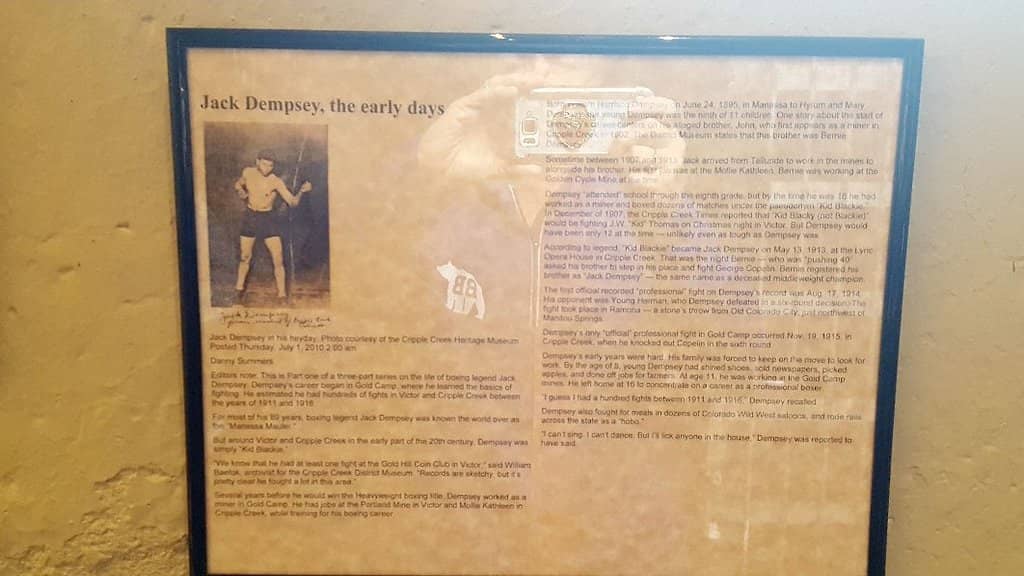 Jack Dempsey, the early days
Jack Dempsey in his heyday. Photo courtesy of the Cripple Creek Heritage Museum
Posted Thursday, July 1, 2010 2:00 am
Danny Summers
Editors note: This is Part one of a three-part series on the life of boxing legend Jack
Dempsey. Dempsey's career began in Gold Camp, where he learned the basics of
fighting. He estimated he had hundreds of fights in Victor and Cripple Creek between
the years of 1911 and 1916.
For most of his 89 years, boxing legend Jack Dempsey was known the world over as
the "Manassa Mauler."
But around Victor and Cripple Creek in the early part of the 20th century, Dempsey was
simply "Kid Blackie."
"We know that he had at least one fight at the Gold Hill Coin Club in Victor," said William
archivist for the Cripple Creek District Museum. "Records are sketchy, but it's
pretty clear he fought a lot in this area."
Several years before he would win the Heavyweight boxing title, Dempsey worked as a
miner in Gold Camp. He had jobs at the Portland Mine in Victor and Mollie Kathleen in
Cripple Creek, while training for his boxing career.
Born Harrison Dempsey on June 24, 1895, in Manassa to Hyrum and Mary
Dempsey, young Dempsey was the ninth of 11 children. One story about the start of
Dempsey's career centers on his alleged brother, John, who first appears as a miner in
Cripple Creek in 1902. The District Museum states that this brother was Bernie
Dempsey.
Sometime between 1907 and Jack arrived from Telluride to work in the mines to
alongside his brother. His first job was at the Mollie Kathleen. Bernie was working at the
Golden Cycle Mine at the time.
Dempsey "attended" school through the eighth grade, but by the time he was 16 he had
worked as a miner and boxed dozens of matches under the pseudonym "Kid Blackie."
In December of 1907, the Cripple Creek Times reported that "Kid Blacky (not Blackie)"
would be fighting J.W. "Kid" Thomas on Christmas night in Victor. But Dempsey would
have been only 12 at the time — unlikely even as tough as Dempsey was.
According to legend, "Kid Blackie" became Jack Dempsey on May 13, 1913, at the Lyric
Opera House in Cripple Creek. That was the night Bernie — who was "pushing 40"
asked his brother to step in his place and fight George Copelin. Bernie registered his
brother as "Jack Dempsey" — the same name as a deceased middleweight champion.
The first official recorded "professional" fight on Dempsey's record was Aug. 17, 1914.
His opponent was Young Herman, who Dempsey defeated in a six-round decision. The
fight took place in Ramona — a stone's throw from Old Colorado City, just northwest of
Manitou Springs.
Dempsey's only "official" professional fight in Gold Camp occurred Nov. 19, 1915, in
Cripple Creek, when he knocked out Copelin in the sixth round.
Dempsey's early years were hard. His family was forced to keep on the move to look for
work. By the age of 8, young Dempsey had shined shoes, sold newspapers, picked
apples, and done off jobs for farmers. At age 11, he was working in the Gold Camp
mines. He left home at 16 to concentrate on a career as a professional boxer.
"I guess I had a hundred fights between 1911 and 1916," Dempsey recalled.
Dempsey also fought for meals in dozens of Colorado Wild West saloons, and rode rails
across the state as a "hobo."
"I can't sing. I can't dance. But I'll lick anyone in the house," Dempsey was reported to
have said.